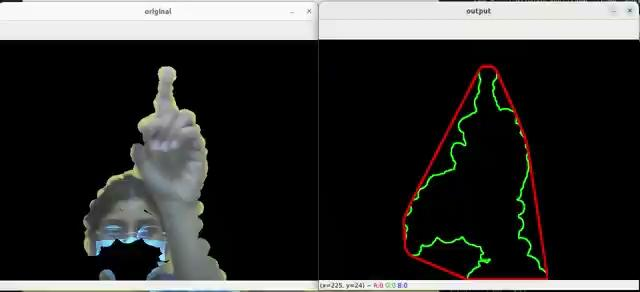 original
output
(x=225, y=24) ~ R:0 G:0 B:0